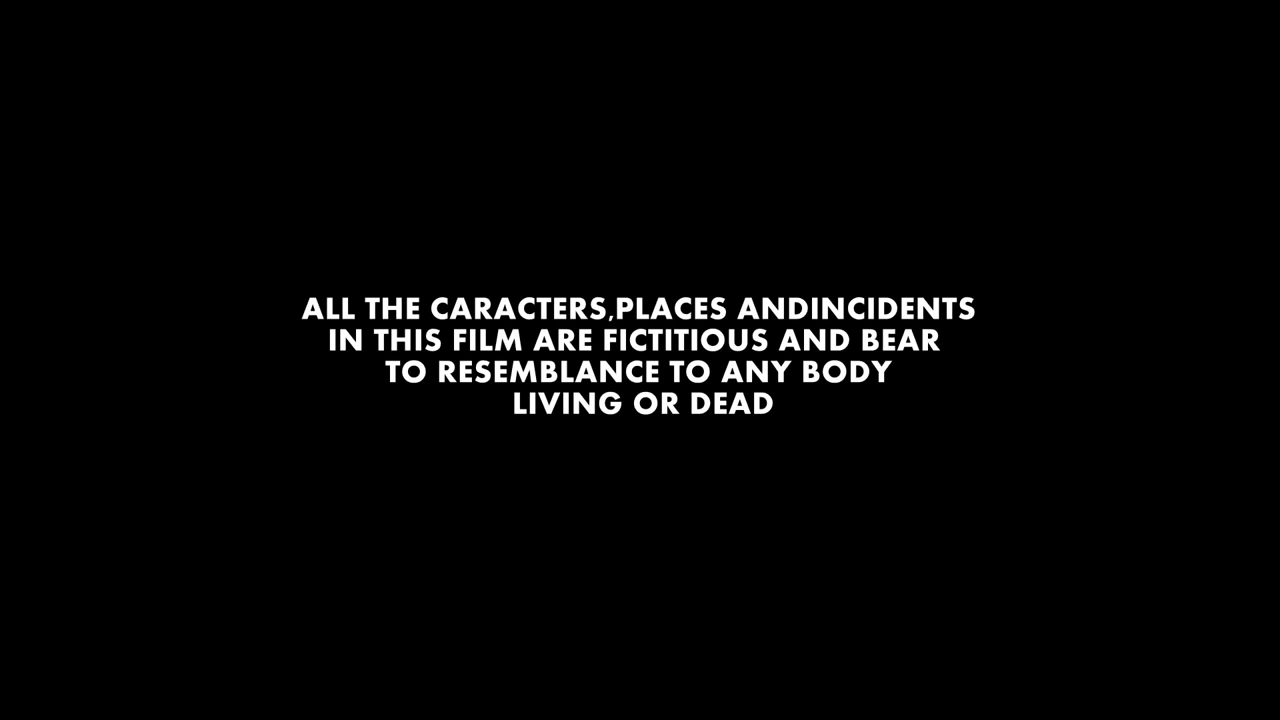 ALL THE CARACTERS,PLACES ANDINCIDENTS
IN THIS FILM ARE FICTITIOUS AND BEAR
TO RESEMBLANCE TO ANY BODY
LIVING OR DEAD